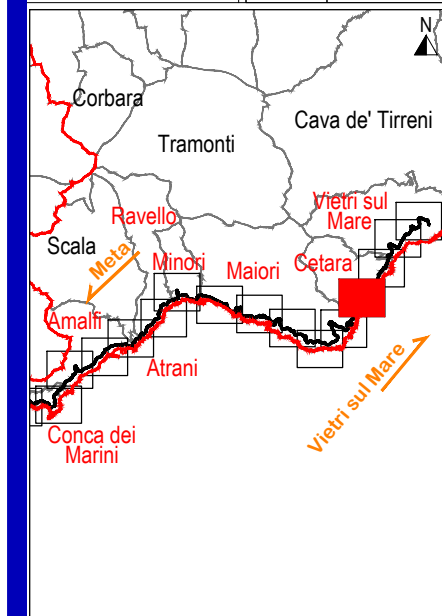 N
Corbara
Cava de' Tirreni
Tramonti
Vietri sul
Mare
Ravello
Scala
Meta
Minori
Maiori
Cetara
Amalfi
Atrani
Vietri sul Mare
Conca dei
Marini